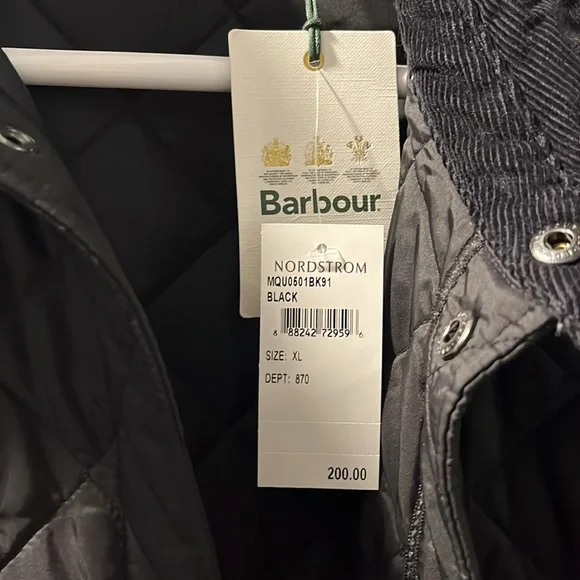 Barbour
NORDSTROM
MQU0501BK91
BLACK
8 88242 72959 6
SIZE: XL
DEPT: 870
200.00